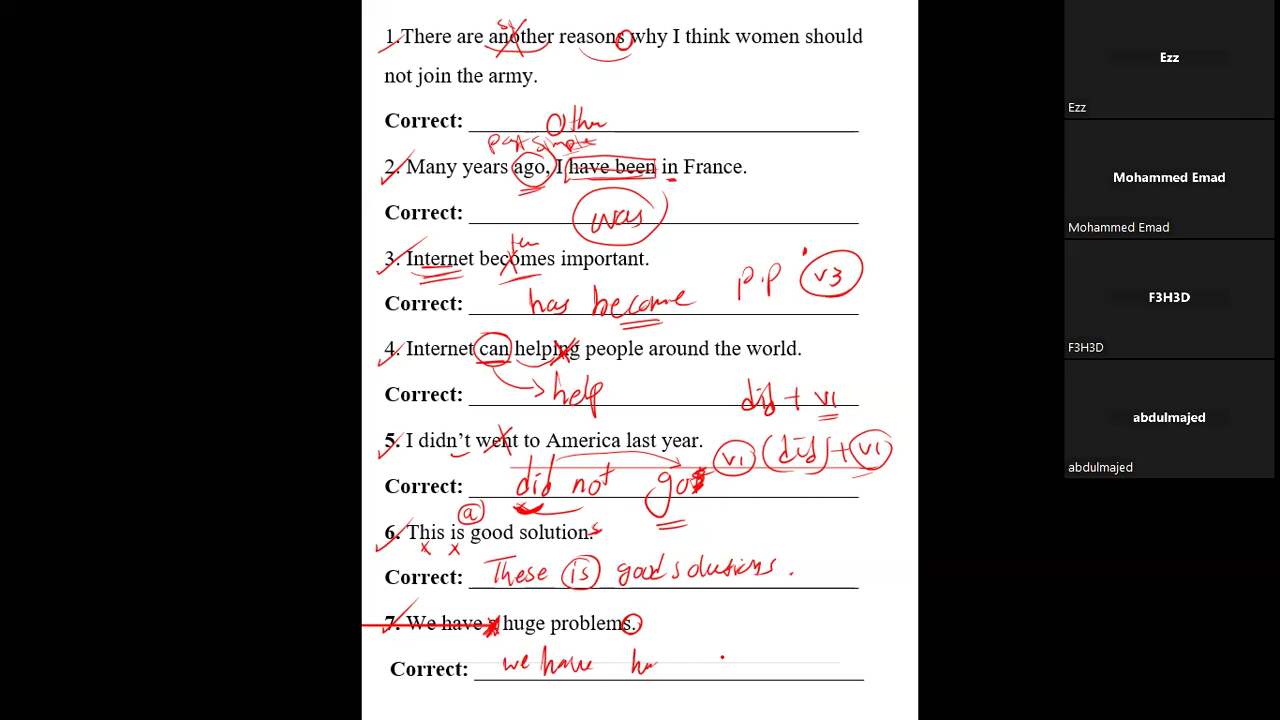 1.There are another reasons why I think women should
not join the army.
Correct: Other
past simple
2. Many years ago, I have been in France.
Correct: was
3. Internet becomes important.
Correct: has become p.p v3
4. Internet can helping people around the world.
Correct: help did + v1
5. I didn’t went to America last year.
v1 (did) + v1
Correct: did not go
a
6. This is good solution.s
Correct: These is good solutions.
7. We have a huge problems.
Correct: we have hu
Ezz
Ezz
Mohammed Emad
Mohammed Emad
F3H3D
F3H3D
abdulmajed
abdulmajed